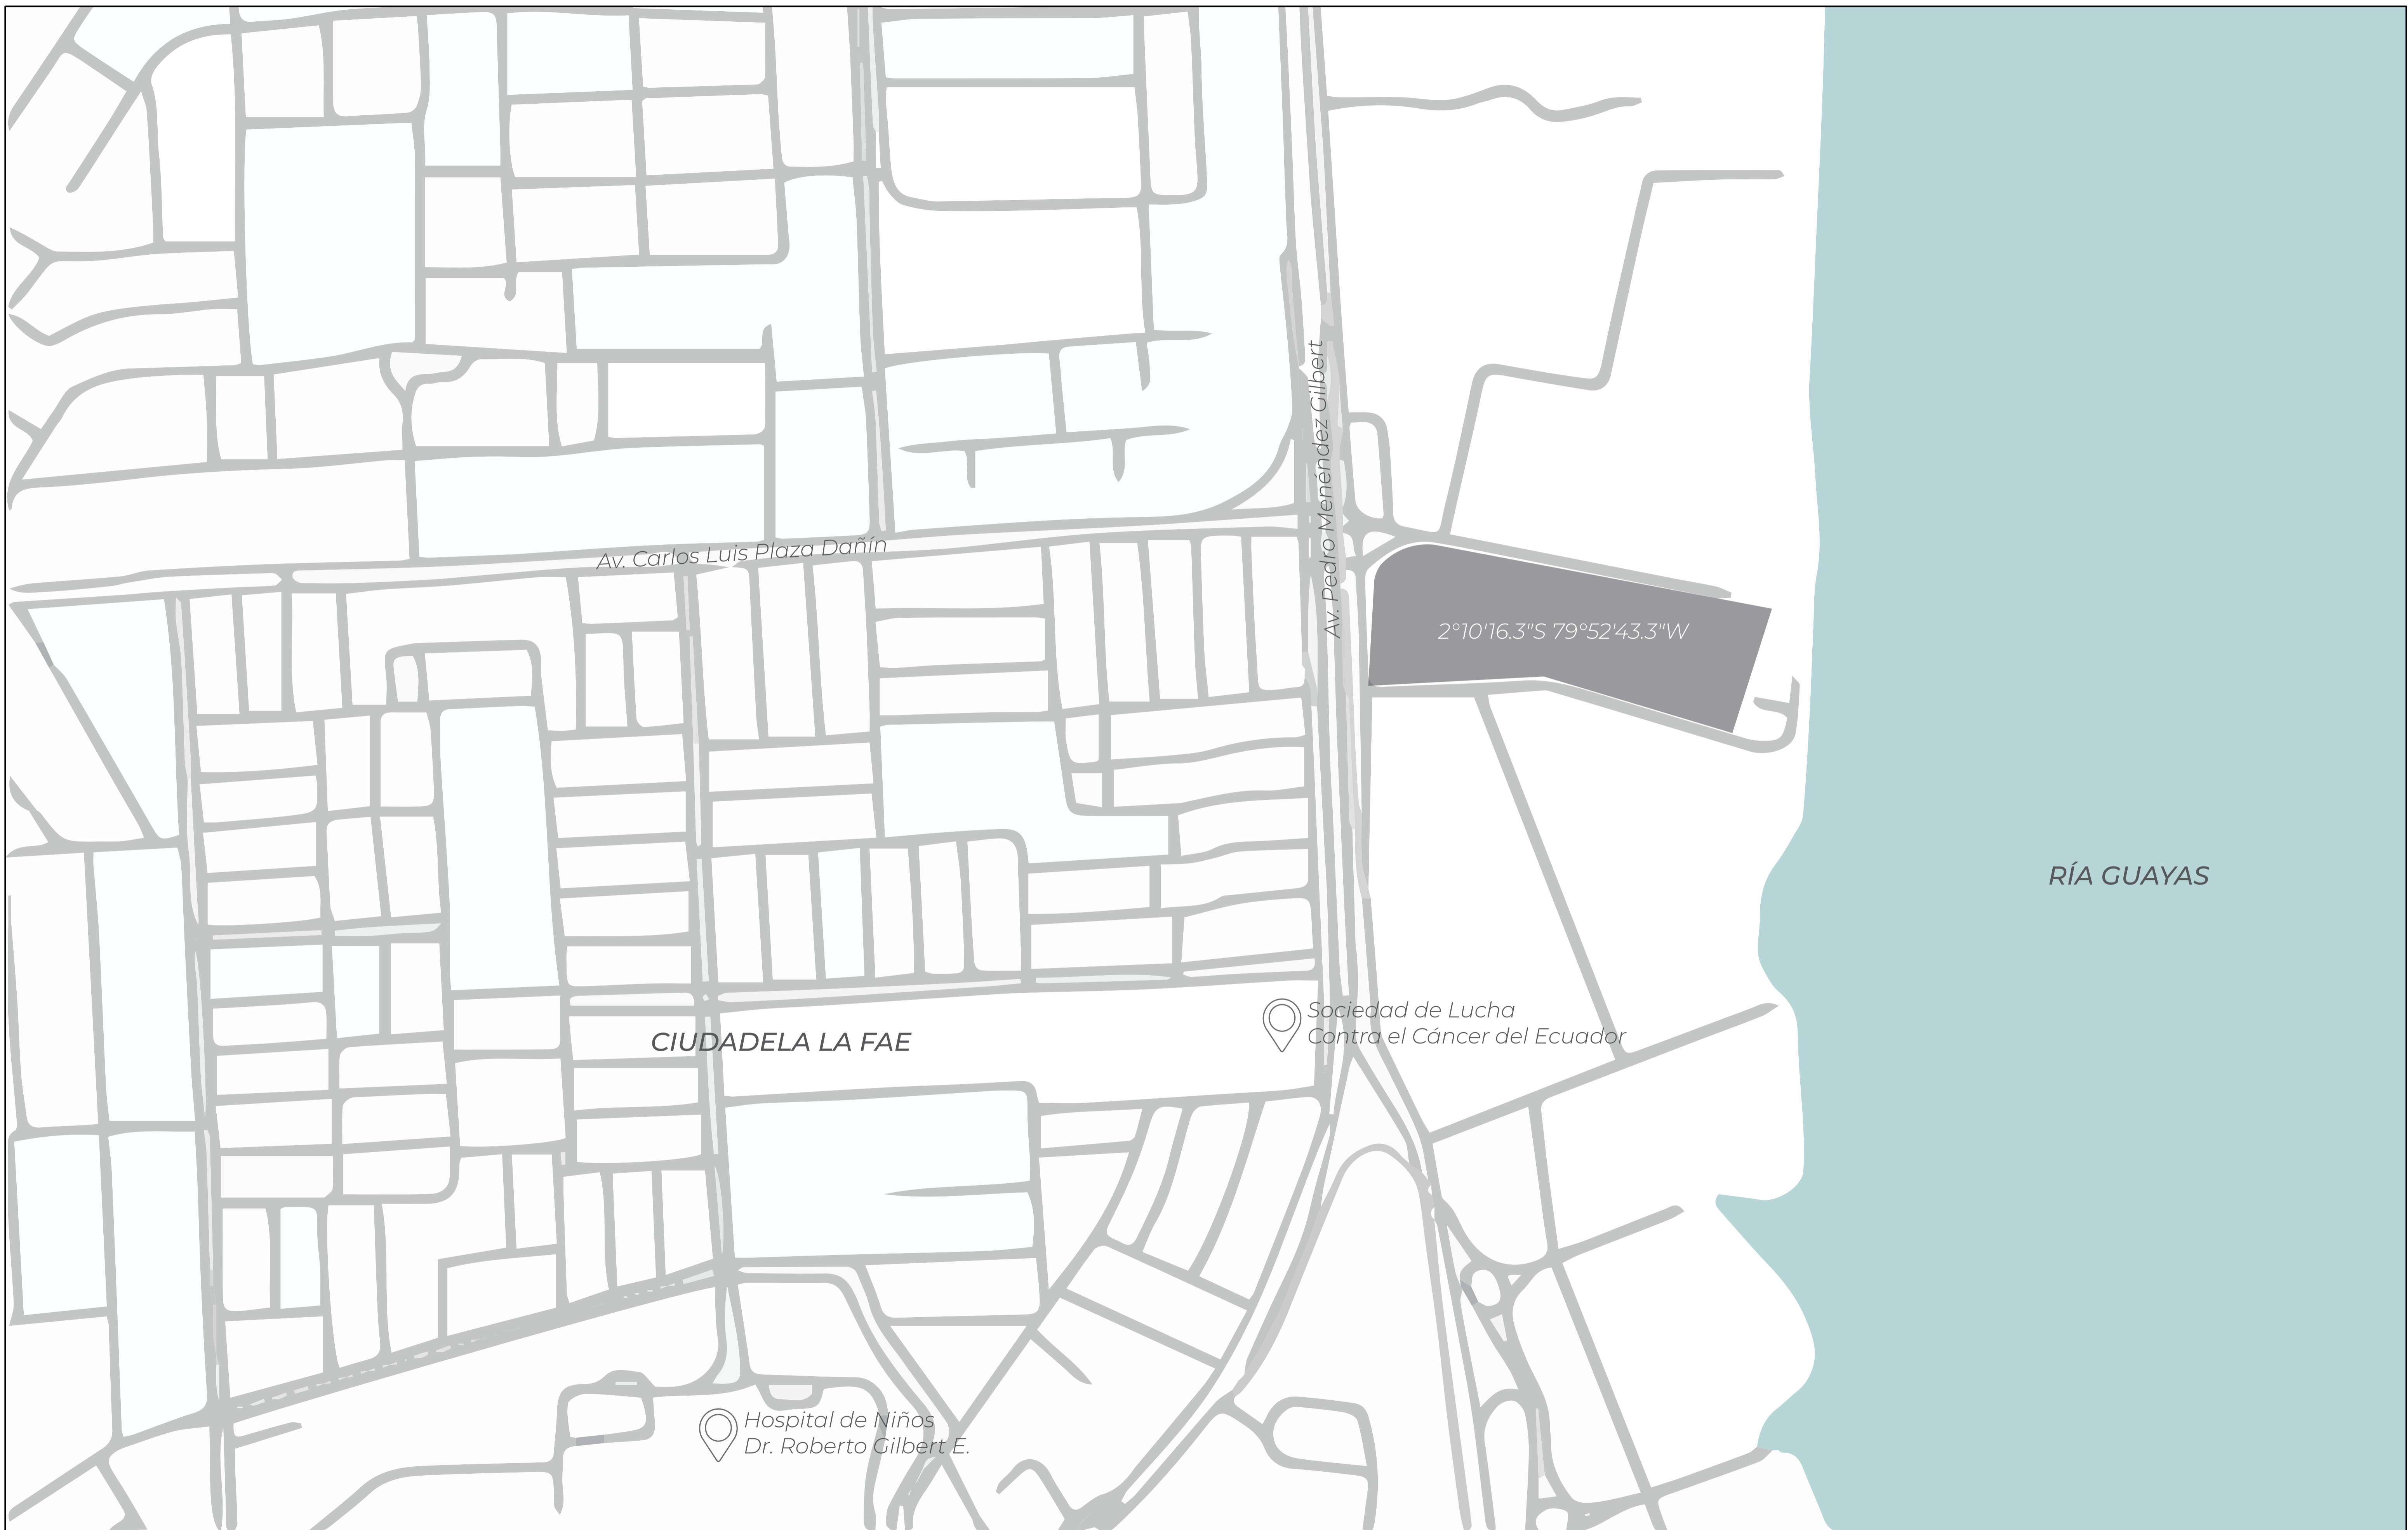 Av. Pedro Menéndez Gilbert
Av. Carlos Luis Plaza Dañín
2°10'16.3"S 79°52'43.3"W
RÍA GUAYAS
Sociedad de Lucha
Contra el Cáncer del Ecuador
CIUDADELA LA FAE
Hospital de Niños
Dr. Roberto Gilbert E.